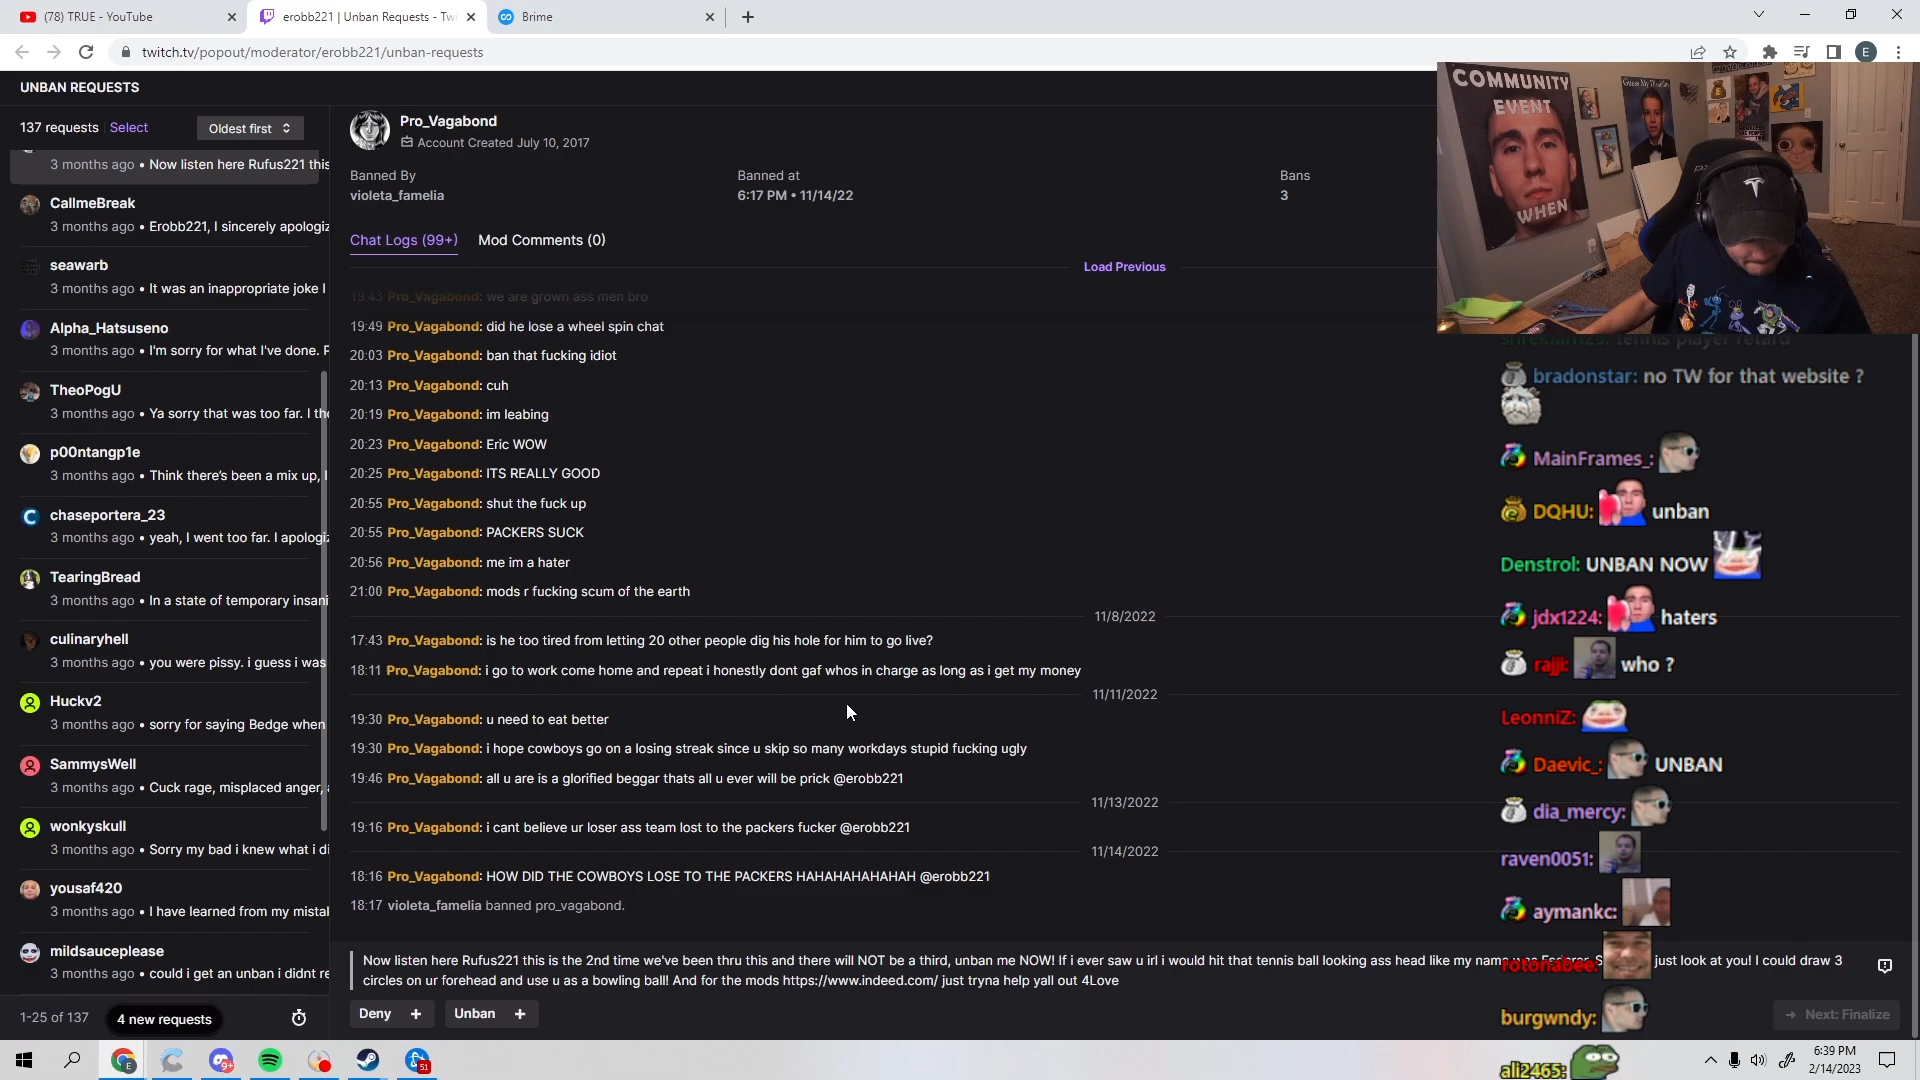 (78) TRUE - YouTube
erobb221 | Unban Requests - Tw
Brime
twitch.tv/popout/moderator/erobb221/unban-requests
E
UNBAN REQUESTS
137 requests Select
Oldest first
3 months ago • Now listen here Rufus221 this
CallmeBreak
3 months ago • Erobb221, I sincerely apologiz
seawarb
3 months ago • It was an inappropriate joke I
Alpha_Hatsuseno
3 months ago • I'm sorry for what I've done. P
TheoPogU
3 months ago • Ya sorry that was too far. I tho
p00ntangp1e
3 months ago • Think there's been a mix up, I
C
chaseportera_23
3 months ago • yeah, I went too far. I apologiz
TearingBread
3 months ago • In a state of temporary insani
culinaryhell
3 months ago • you were pissy. i guess i was
Huckv2
3 months ago • sorry for saying Bedge when
SammysWell
3 months ago • Cuck rage, misplaced anger,
wonkyskull
3 months ago • Sorry my bad i knew what i di
yousaf420
3 months ago • I have learned from my mistak
mildsauceplease
3 months ago • could i get an unban i didnt re
1-25 of 137
4 new requests
Pro_Vagabond
Account Created July 10, 2017
Banned By
violeta_famelia
Banned at
6:17 PM • 11/14/22
Bans
3
Chat Logs (99+)
Mod Comments (0)
Load Previous
19:43 Pro_Vagabond: we are grown ass men bro
19:49 Pro_Vagabond: did he lose a wheel spin chat
20:03 Pro_Vagabond: ban that fucking idiot
20:13 Pro_Vagabond: cuh
20:19 Pro_Vagabond: im leabing
20:23 Pro_Vagabond: Eric WOW
20:25 Pro_Vagabond: ITS REALLY GOOD
20:55 Pro_Vagabond: shut the fuck up
20:55 Pro_Vagabond: PACKERS SUCK
20:56 Pro_Vagabond: me im a hater
21:00 Pro_Vagabond: mods r fucking scum of the earth
11/8/2022
17:43 Pro_Vagabond: is he too tired from letting 20 other people dig his hole for him to go live?
18:11 Pro_Vagabond: i go to work come home and repeat i honestly dont gaf whos in charge as long as i get my money
11/11/2022
19:30 Pro_Vagabond: u need to eat better
19:30 Pro_Vagabond: i hope cowboys go on a losing streak since u skip so many workdays stupid fucking ugly
19:46 Pro_Vagabond: all u are is a glorified beggar thats all u ever will be prick @erobb221
11/13/2022
19:16 Pro_Vagabond: i cant believe ur loser ass team lost to the packers fucker @erobb221
11/14/2022
18:16 Pro_Vagabond: HOW DID THE COWBOYS LOSE TO THE PACKERS HAHAHAHAHAHAH @erobb221
18:17 violeta_famelia banned pro_vagabond.
Now listen here Rufus221 this is the 2nd time we've been thru this and there will NOT be a third, unban me NOW! If i ever saw u irl i would hit that tennis ball looking ass head like my name was Federer. S just look at you! I could draw 3
circles on ur forehead and use u as a bowling ball! And for the mods https://www.indeed.com/ just tryna help yall out 4Love
Deny +
Unban +
Next: Finalize
COMMUNITY
EVENT
WHEN
tennis player retard
bradonstar: no TW for that website ?
MainFrames_:
DQHU: unban
Denstrol: UNBAN NOW
jdx1224: haters
rajji: who ?
LeonniZ:
Daevic_: UNBAN
dia_mercy:
raven0051:
aymankc:
rotonabee:
burgwndy:
ali2465:
9+
51
6:39 PM
2/14/2023